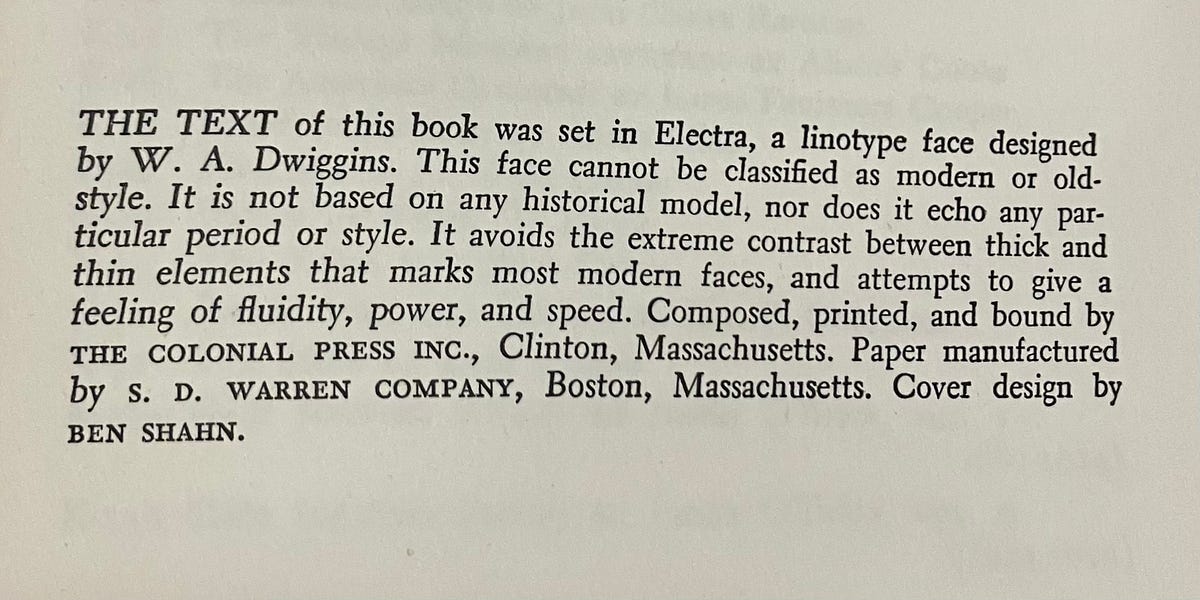 THE TEXT of this book was set in Electra, a linotype face designed
by W. A. Dwiggins. This face cannot be classified as modern or old-
style. It is not based on any historical model, nor does it echo any par-
ticular period or style. It avoids the extreme contrast between thick and
thin elements that marks most modern faces, and attempts to give a
feeling of fluidity, power, and speed. Composed, printed, and bound by
THE COLONIAL PRESS INC., Clinton, Massachusetts. Paper manufactured
by S. D. WARREN COMPANY, Boston, Massachusetts. Cover design by
BEN SHAHN.